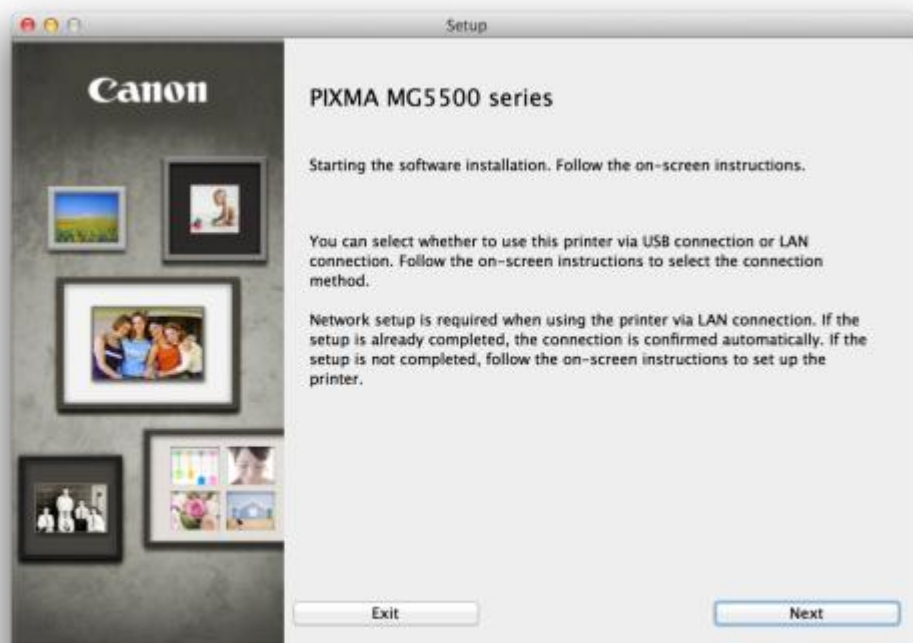 Setup
Canon
PIXMA MG5500 series
Starting the software installation. Follow the on-screen instructions.
You can select whether to use this printer via USB connection or LAN
connection. Follow the on-screen instructions to select the connection
method.
Network setup is required when using the printer via LAN connection. If the
setup is already completed, the connection is confirmed automatically. If the
setup is not completed, follow the on-screen instructions to set up the
printer.
Exit
Next